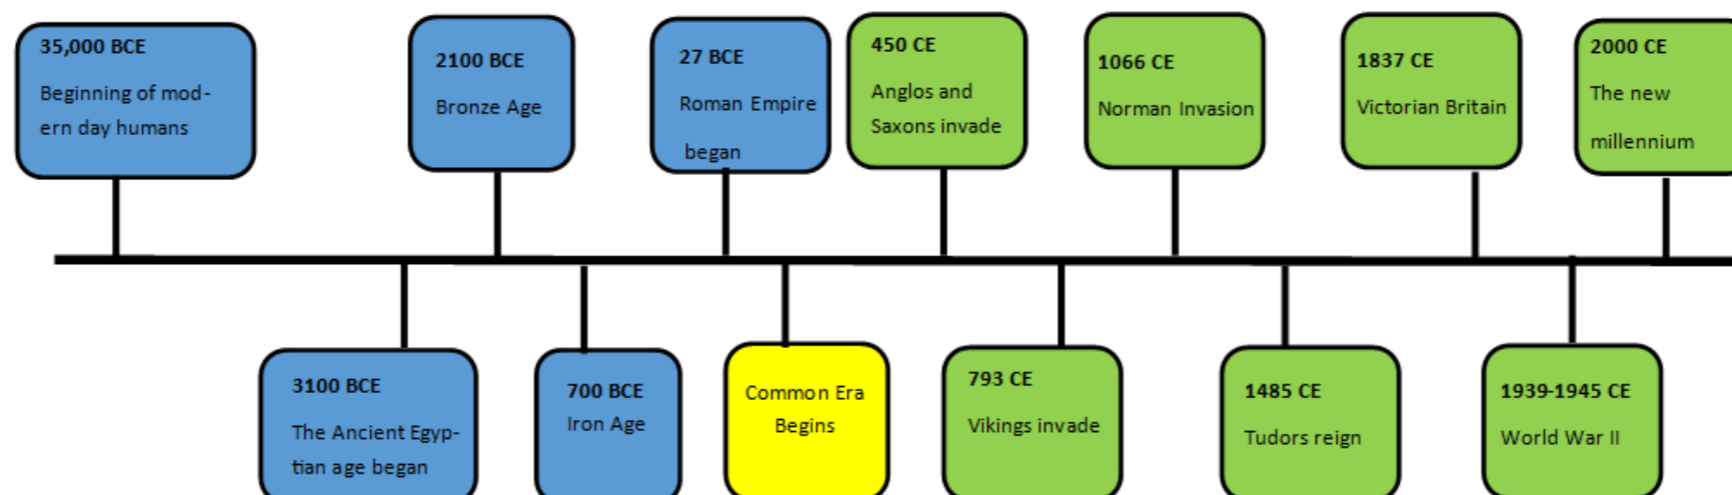 35,000 BCE
Beginning of mod-
ern day humans
2100 BCE
Bronze Age
27 BCE
Roman Empire
began
450 CE
Anglos and
Saxons invade
1066 CE
Norman Invasion
1837 CE
Victorian Britain
2000 CE
The new
millennium
3100 BCE
The Ancient Egyp-
tian age began
700 BCE
Iron Age
Common Era
Begins
793 CE
Vikings invade
1485 CE
Tudors reign
1939-1945 CE
World War II